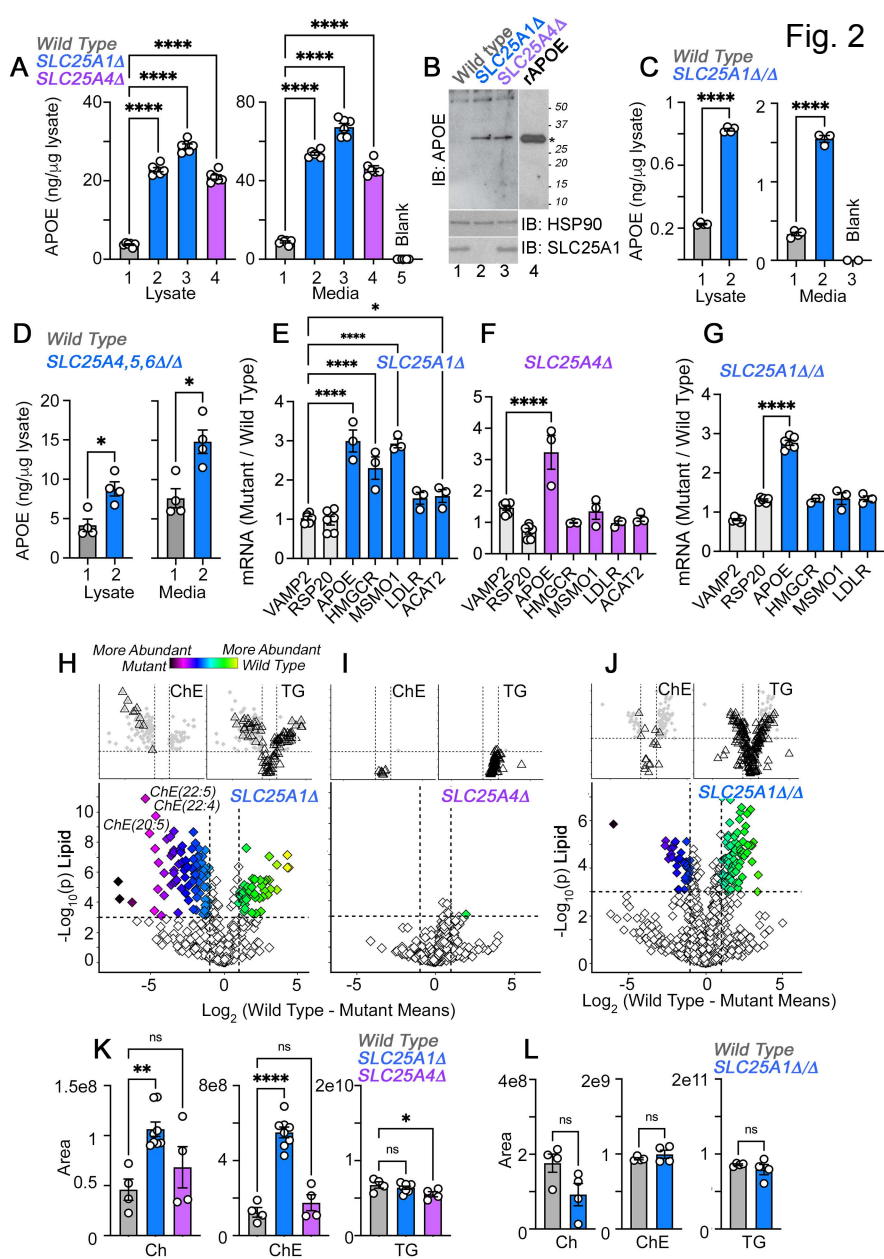 Fig. 2
A
Wild Type
SLC25A1Δ
SLC25A4Δ
****
****
****
APOE (ng/µg lysate)
60
40
20
0
1 2 3 4
Lysate
****
****
****
80
60
40
20
0
Blank
1 2 3 4 5
Media
B
Wild type
SLC25A1Δ
SLC25A4Δ
rAPOE
IB: APOE
50
37
*
25
20
15
10
IB: HSP90
IB: SLC25A1
1 2 3 4
C
Wild Type
SLC25A1Δ/Δ
APOE (ng/µg lysate)
****
1
0.6
0.2
1 2
Lysate
****
2
1
0
Blank
1 2 3
Media
D
Wild Type
SLC25A4,5,6Δ/Δ
APOE (ng/µg lysate)
*
20
15
10
5
0
1 2
Lysate
*
1 2
Media
E
SLC25A1Δ
*
****
****
****
mRNA (Mutant / Wild Type)
4
3
2
1
0
VAMP2
RSP20
APOE
HMGCR
MSMO1
LDLR
ACAT2
F
SLC25A4Δ
****
5
4
3
2
1
0
VAMP2
RSP20
APOE
HMGCR
MSMO1
LDLR
ACAT2
G
SLC25A1Δ/Δ
****
mRNA (Mutant / Wild Type)
4
3
2
1
0
VAMP2
RSP20
APOE
HMGCR
MSMO1
LDLR
H
More Abundant
Mutant
More Abundant
Wild Type
ChE
TG
ChE(22:5)
ChE(22:4)
ChE(20:5)
SLC25A1Δ
-Log10(p) Lipid
10
8
6
4
2
0
-5 0 5
I
ChE
TG
SLC25A4Δ
-5 0 5
Log2 (Wild Type - Mutant Means)
J
ChE
TG
SLC25A1Δ/Δ
-Log10(p) Lipid
6
4
2
0
-5 0 5
Log2 (Wild Type - Mutant Means)
K
Wild Type
SLC25A1Δ
SLC25A4Δ
Area
ns
**
1.5e8
1
0.5
0
Ch
ns
****
8e8
6
4
2
0
ChE
*
ns
2e10
1
0
TG
L
Wild Type
SLC25A1Δ/Δ
Area
ns
4e8
2
0
Ch
ns
2e9
1
0
ChE
ns
2e11
1
0
TG